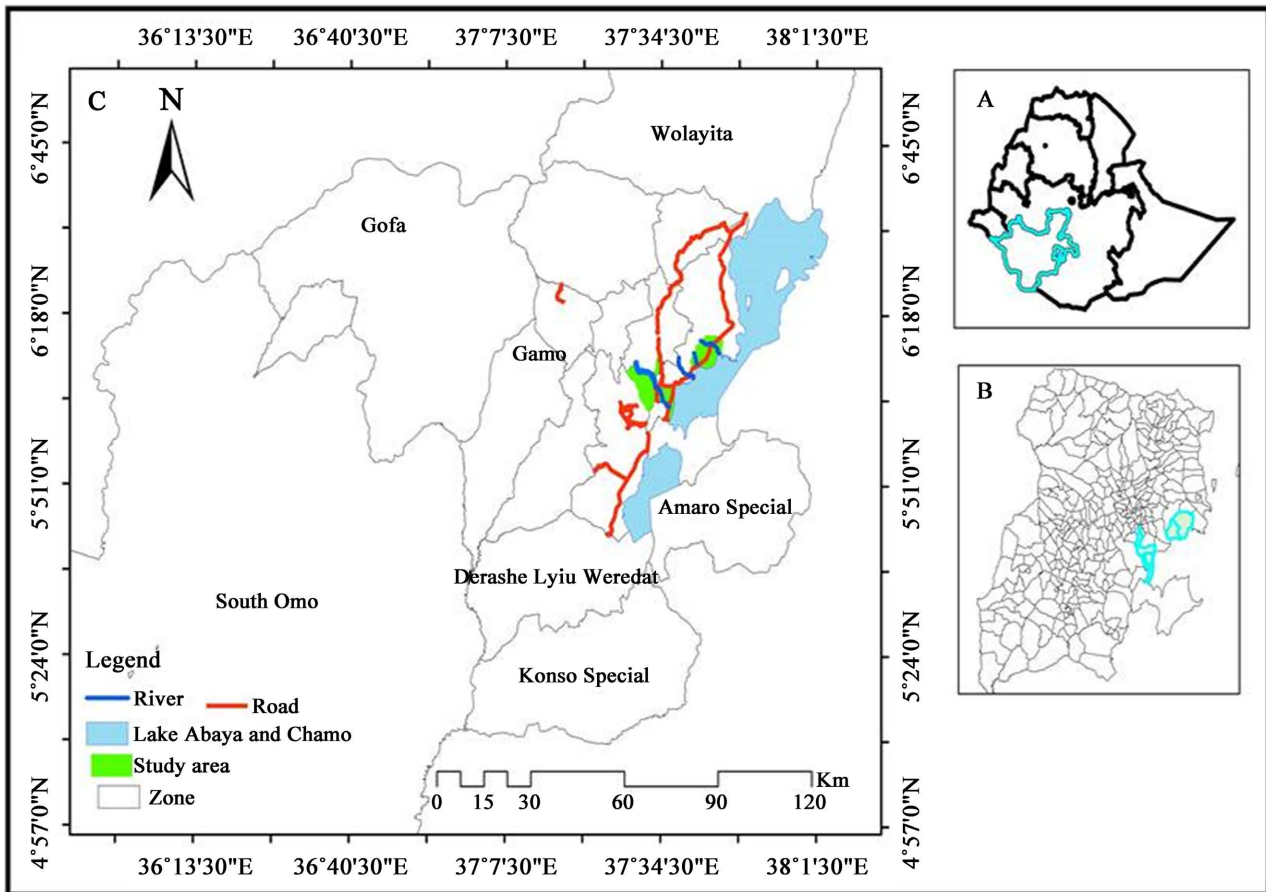 36°13'30"E 36°40'30"E 37°7'30"E 37°34'30"E 38°1'30"E
C N
A
B
6°45'0"N
6°18'0"N
5°51'0"N
5°24'0"N
4°57'0"N
6°45'0"N
6°18'0"N
5°51'0"N
5°24'0"N
4°57'0"N
Wolayita
Gofa
Gamo
Amaro Special
Derashe Lyiu Weredat
South Omo
Konso Special
Legend
River Road
Lake Abaya and Chamo
Study area
Zone
Km
0 15 30 60 90 120
36°13'30"E 36°40'30"E 37°7'30"E 37°34'30"E 38°1'30"E